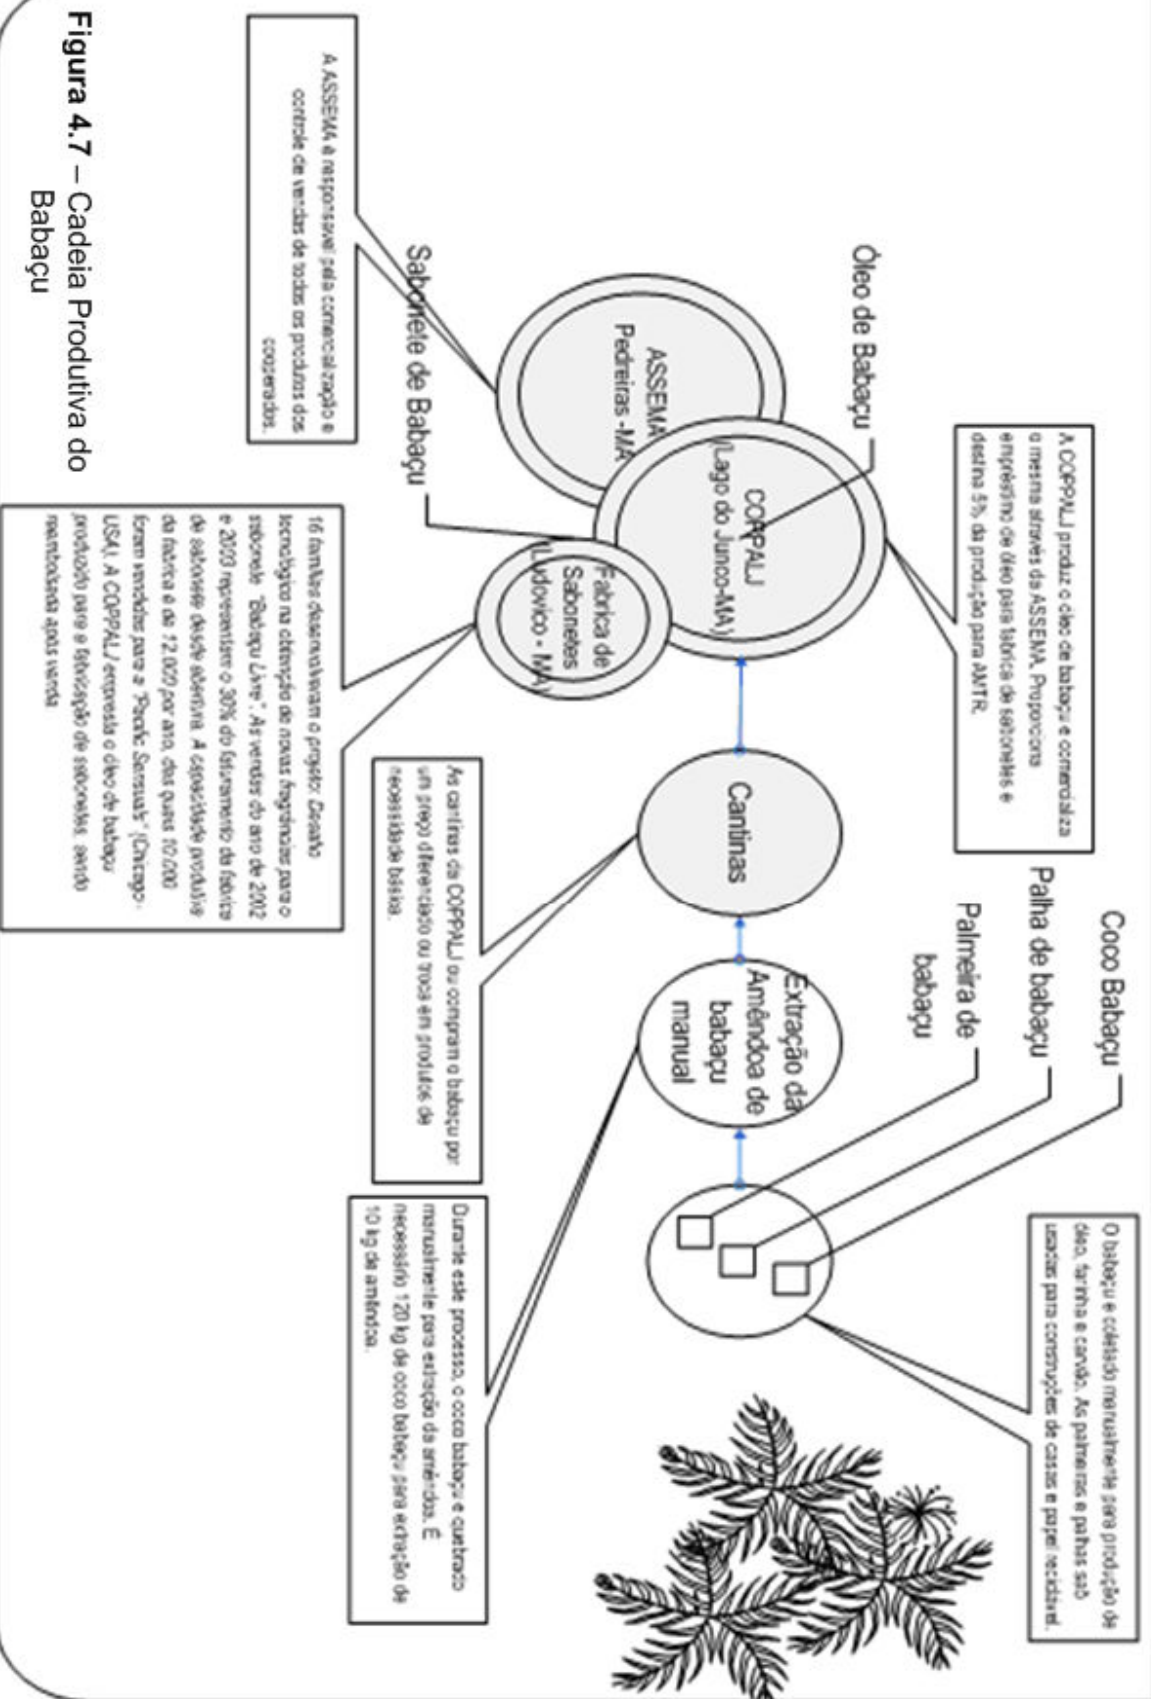 A COPPALJ produz o óleo de babaçu e comercializa
o mesma através da ASSEMA. Proporciona
empréstimo de óleo para fabrica de sabonetes e
destina 5% da produção para AMTR.
O babaçu e coletado manualmente para produção de
óleo, farinha e carvão. As palmeiras e palhas saõ
usadas para construções de casas e papel reciclável.
Coco Babaçu
Palha de babaçu
Palmeira de
babaçu
Óleo de Babaçu
ASSEMA
Pedreiras -MA
COPPALJ
(Lago do Junco-MA)
Fabrica de
Sabonetes
(Ludovico - MA)
Cantinas
Extração da
Amêndoa de
babaçu
manual
Sabonete de Babaçu
A ASSEMA é responsavel pela comercialização e
controle de vendas de todos os produtos dos
cooperados.
16 famílias desenvolveram o projeto: Desafio
tecnológico na obtenção de novas fragrâncias para o
sabonete "Babaçu Livre". As vendas do ano de 2002
e 2003 representam o 30% do faturamento da fabrica
de sabonete desde abertura. A capacidade produtiva
da fabrica é de 12.000 por ano, das quais 10.000
foram vendidas para a "Pacific Sensuals" (Chicago -
USA). A COPPALJ empresta o óleo de babaçu
produzido para a fabricação de sabonetes, sendo
reembolsada após venda
As cantinas da COPPALJ ou compram o babaçu por
um preço diferenciado ou troca em produtos de
necessidade básica.
Durante este processo, o coco babaçu e quebrado
manualmente para extração da amêndoa. É
necessário 120 kg de coco babaçu para extração de
10 kg de amêndoa.
Figura 4.7 – Cadeia Produtiva do
Babaçu